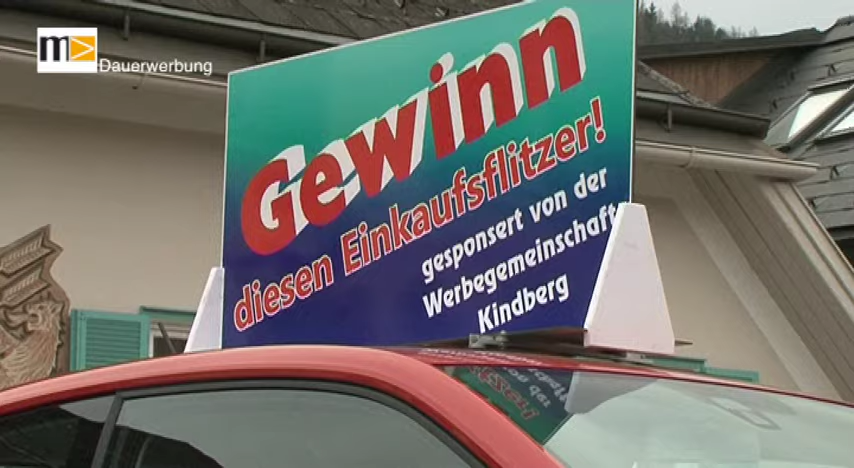 m
Dauerwerbung
Gewinn
diesen Einkaufsflitzer!
gesponsert von der
Werbegemeinschaft
Kindberg